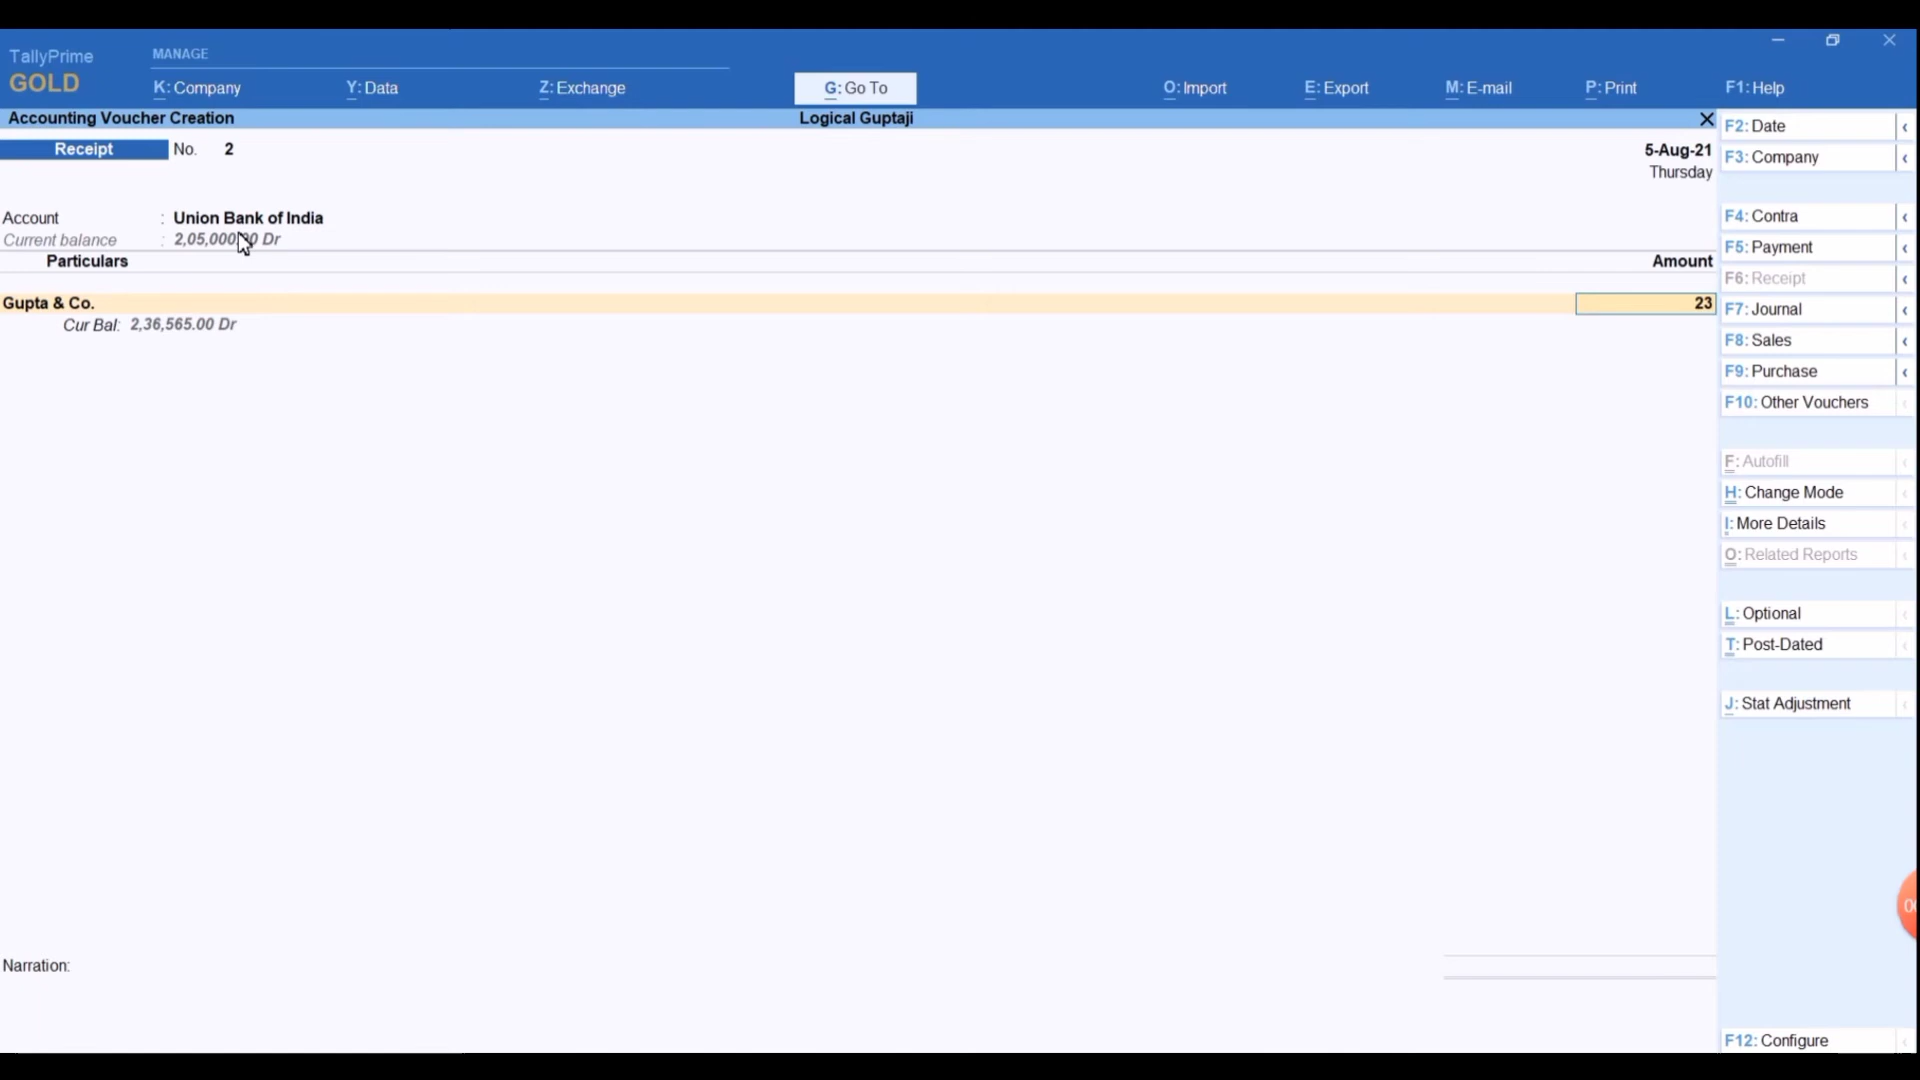 TallyPrime
GOLD
MANAGE
K: Company
Y: Data
Z: Exchange
G: Go To
O: Import
E: Export
M: E-mail
P: Print
F1: Help
Accounting Voucher Creation
Logical Guptaji
Receipt No. 2
5-Aug-21
Thursday
Account : Union Bank of India
Current balance : 2,05,000.00 Dr
Particulars
Amount
Gupta & Co.
23
Cur Bal: 2,36,565.00 Dr
Narration:
F2: Date
F3: Company
F4: Contra
F5: Payment
F6: Receipt
F7: Journal
F8: Sales
F9: Purchase
F10: Other Vouchers
F: Autofill
H: Change Mode
I: More Details
O: Related Reports
L: Optional
T: Post-Dated
J: Stat Adjustment
F12: Configure